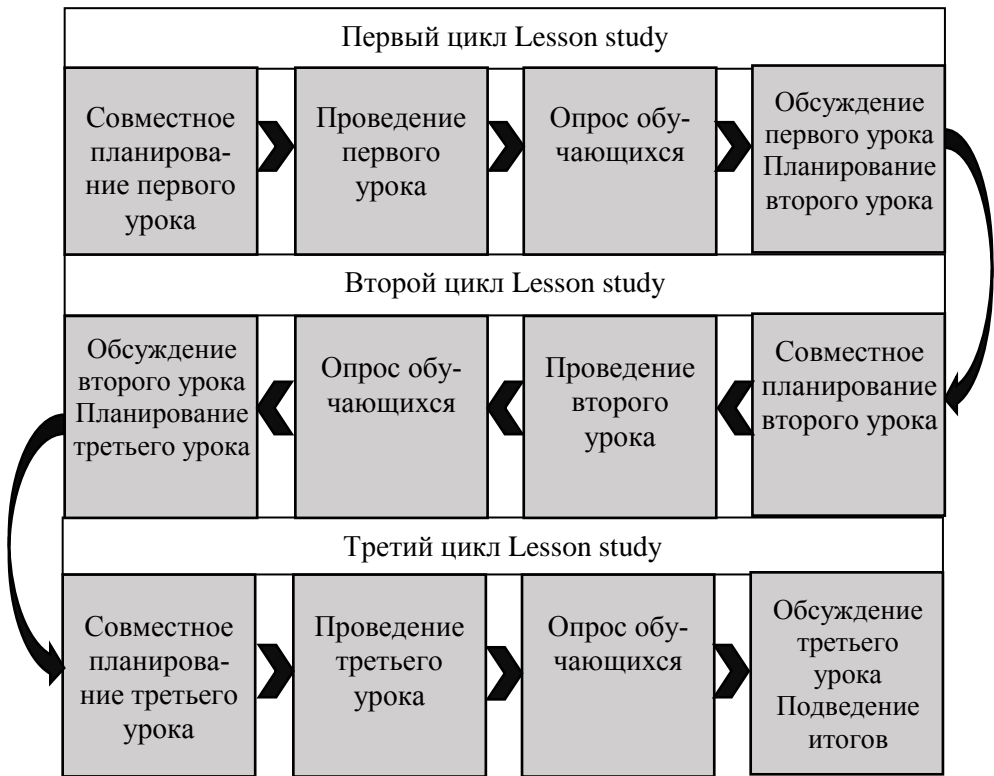 Первый цикл Lesson study
Совместное
планирова-
ние первого
урока
Проведение
первого
урока
Опрос обу-
чающихся
Обсуждение
первого урока
Планирование
второго урока
Второй цикл Lesson study
Обсуждение
второго урока
Планирование
третьего урока
Опрос обу-
чающихся
Проведение
второго
урока
Совместное
планирование
второго урока
Третий цикл Lesson study
Совместное
планирова-
ние третьего
урока
Проведение
третьего
урока
Опрос обу-
чающихся
Обсуждение
третьего
урока
Подведение
итогов